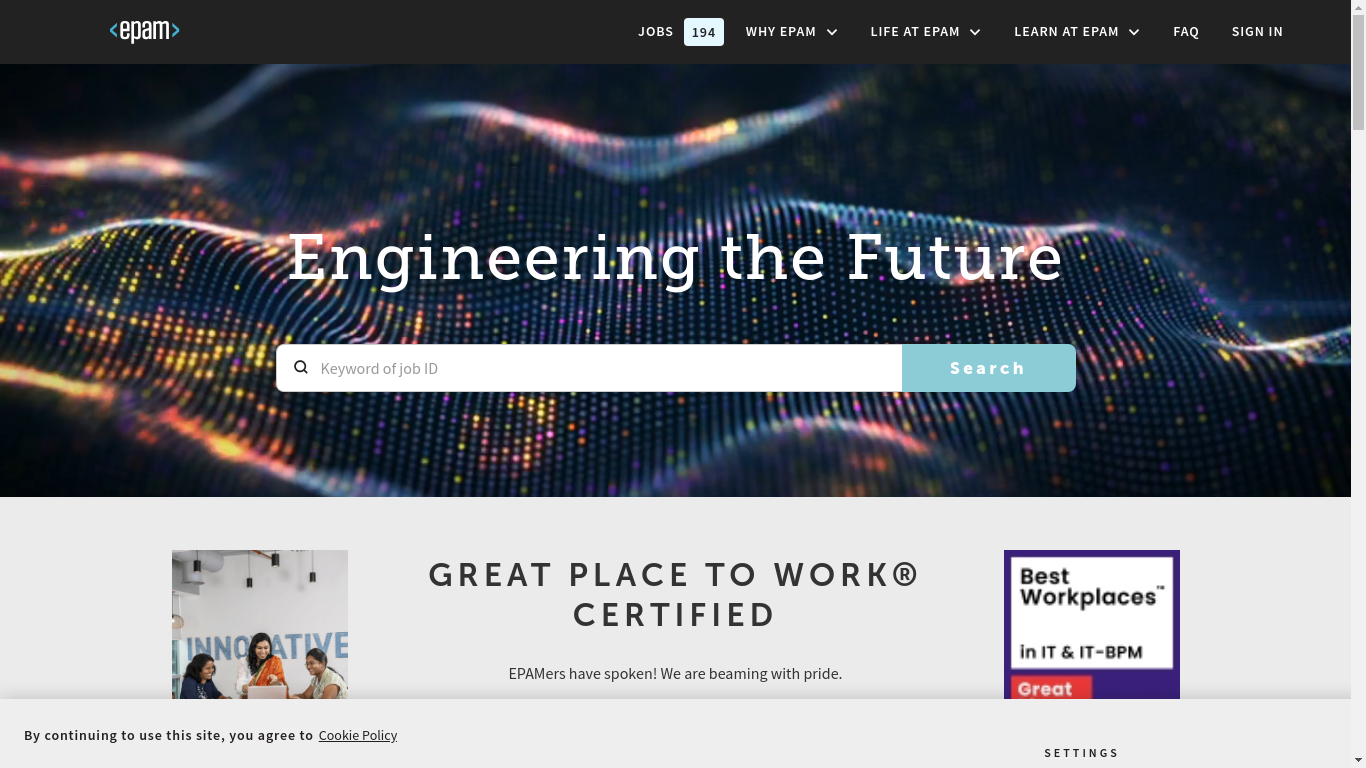 <epam>
JOBS 194 WHY EPAM LIFE AT EPAM LEARN AT EPAM FAQ SIGN IN
Engineering the Future
Keyword of job ID Search
GREAT PLACE TO WORK®
CERTIFIED
EPAMers have spoken! We are beaming with pride.
INNOVATIVE
Best
Workplaces™
in IT & IT-BPM
Great
By continuing to use this site, you agree to Cookie Policy
SETTINGS